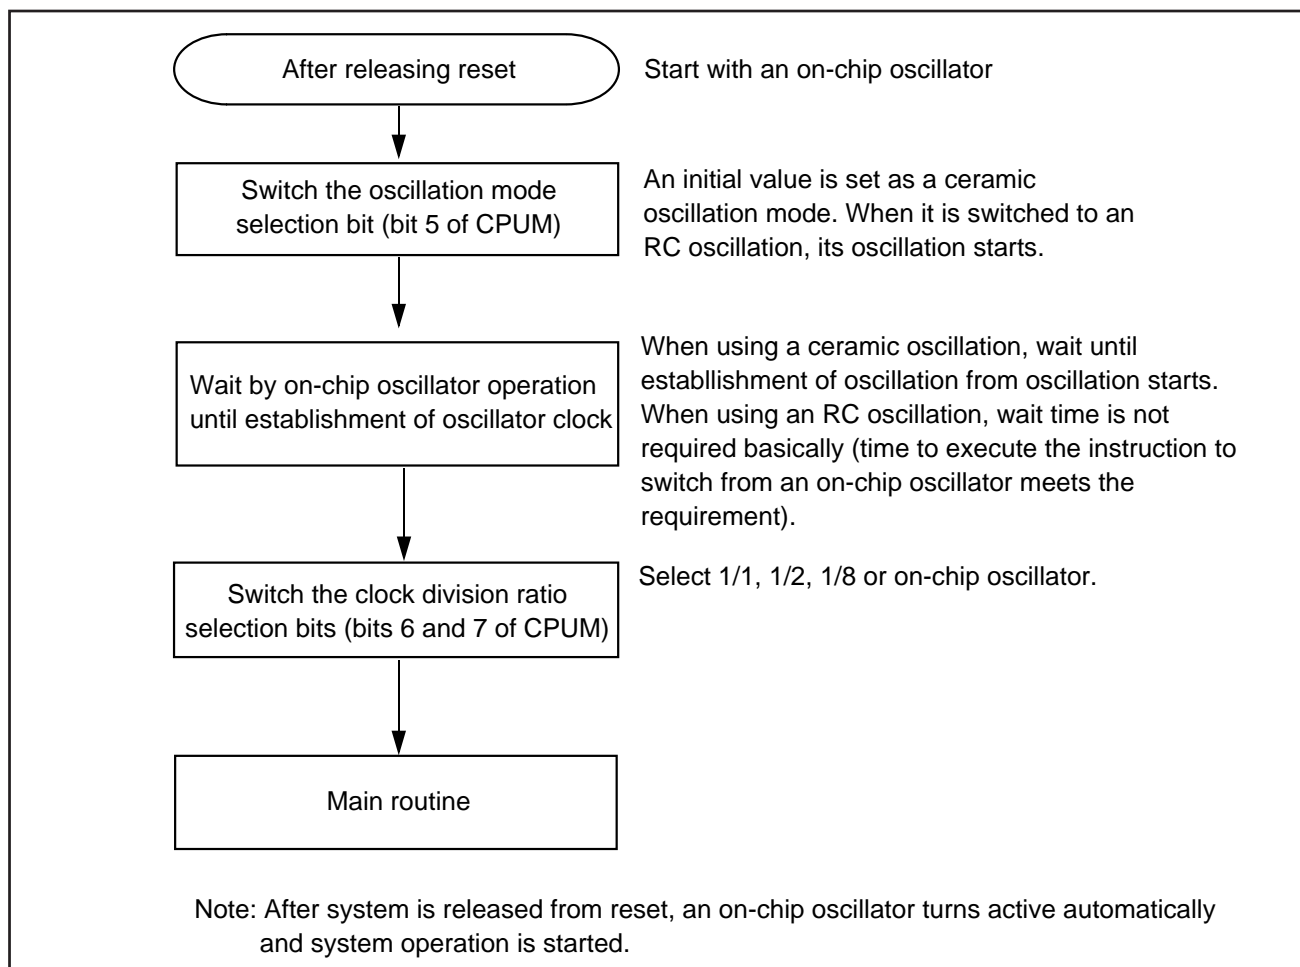 After releasing reset
Start with an on-chip oscillator
Switch the oscillation mode
selection bit (bit 5 of CPUM)
An initial value is set as a ceramic
oscillation mode. When it is switched to an
RC oscillation, its oscillation starts.
Wait by on-chip oscillator operation
until establishment of oscillator clock
When using a ceramic oscillation, wait until
establlishment of oscillation from oscillation starts.
When using an RC oscillation, wait time is not
required basically (time to execute the instruction to
switch from an on-chip oscillator meets the
requirement).
Switch the clock division ratio
selection bits (bits 6 and 7 of CPUM)
Select 1/1, 1/2, 1/8 or on-chip oscillator.
Main routine
Note: After system is released from reset, an on-chip oscillator turns active automatically
and system operation is started.